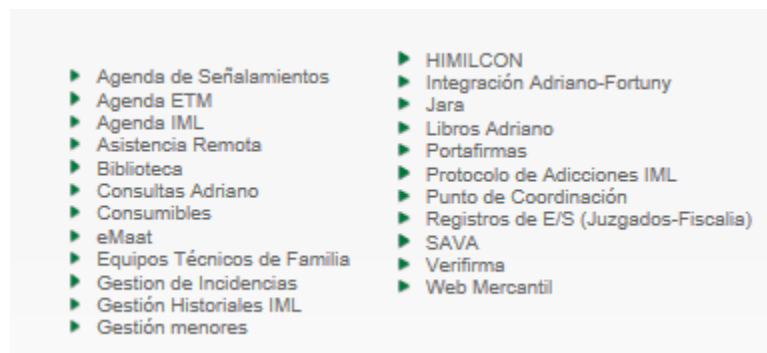 Agenda de Señalamientos
Agenda ETM
Agenda IML
Asistencia Remota
Biblioteca
Consultas Adriano
Consumibles
eMaat
Equipos Técnicos de Familia
Gestion de Incidencias
Gestión Historiales IML
Gestión menores
HIMILCON
Integración Adriano-Fortuny
Jara
Libros Adriano
Portafirmas
Protocolo de Adicciones IML
Punto de Coordinación
Registros de E/S (Juzgados-Fiscalia)
SAVA
Verifirma
Web Mercantil